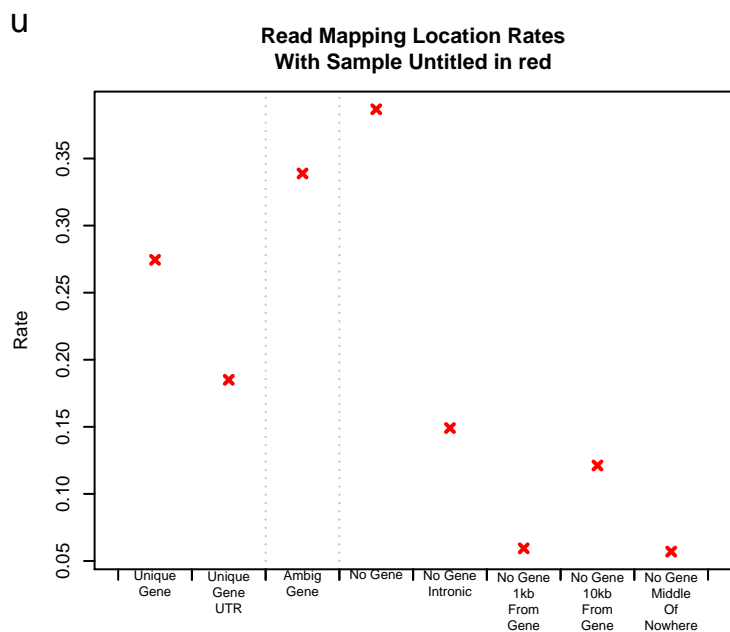 u
Read Mapping Location Rates
With Sample Untitled in red
Rate
0.35
0.30
0.25
0.20
0.15
0.10
0.05
Unique
Gene
Unique
Gene
UTR
Ambig
Gene
No Gene
No Gene
Intronic
No Gene
1kb
From
Gene
No Gene
10kb
From
Gene
No Gene
Middle
Of
Nowhere